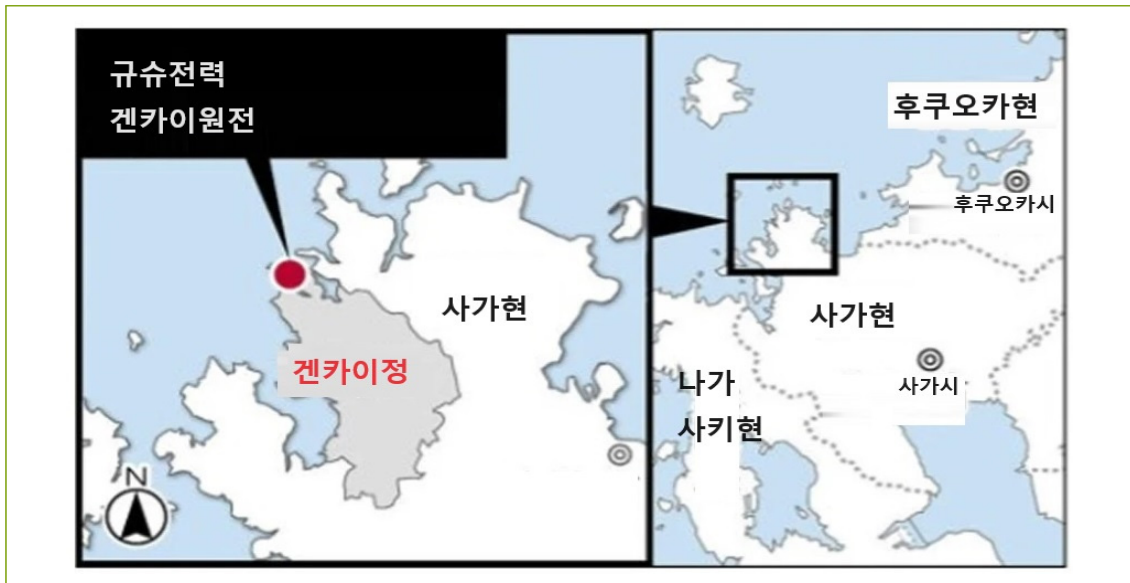 규슈전력
겐카이원전
사가현
겐카이정
N
후쿠오카현
후쿠오카시
사가현
사가시
나가
사키현